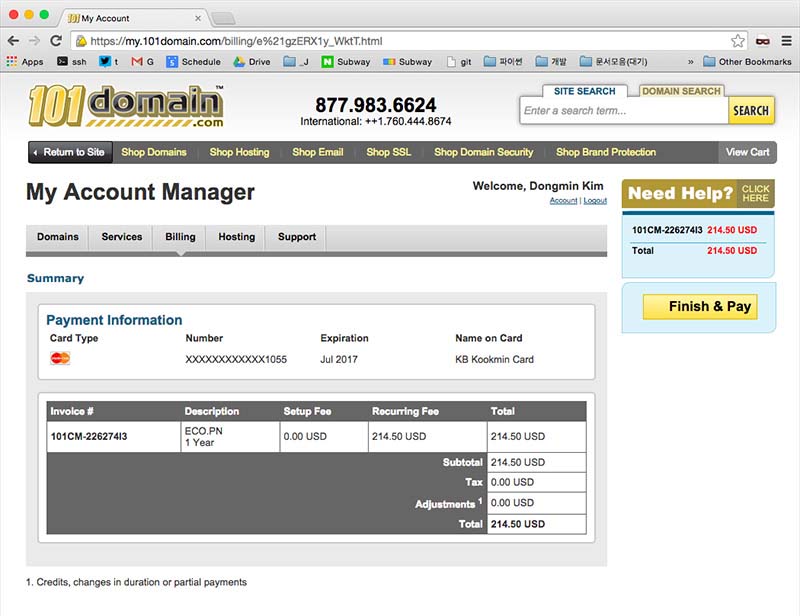 101 My Account
https://my.101domain.com/billing/e%21gzERX1y_WktT.html
Apps ssh t Gmail Schedule Drive _J Subway Subway git 파이썬 개발 문서모음(대기) » Other Bookmarks
101domain.com™
877.983.6624
International: ++1.760.444.8674
SITE SEARCH DOMAIN SEARCH
Enter a search term... SEARCH
Return to Site Shop Domains Shop Hosting Shop Email Shop SSL Shop Domain Security Shop Brand Protection View Cart
My Account Manager
Welcome, Dongmin Kim
Account | Logout
Domains Services Billing Hosting Support
Summary
Payment Information
Card Type Number Expiration Name on Card
XXXXXXXXXXXX1055 Jul 2017 KB Kookmin Card
Invoice # Description Setup Fee Recurring Fee Total
101CM-226274I3 ECO.PN 0.00 USD 214.50 USD 214.50 USD
1 Year
Subtotal 214.50 USD
Tax 0.00 USD
Adjustments 1 0.00 USD
Total 214.50 USD
1. Credits, changes in duration or partial payments
Need Help? CLICK HERE
101CM-226274I3 214.50 USD
Total 214.50 USD
Finish & Pay